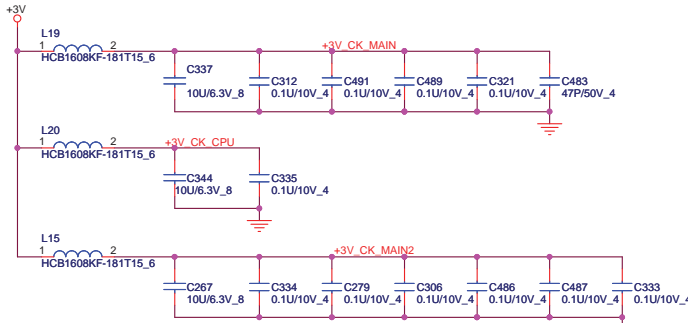 +3V
L19
1 2
HCB1608KF-181T15_6
+3V_CK_MAIN
C337
10U/6.3V_8
C312
0.1U/10V_4
C491
0.1U/10V_4
C489
0.1U/10V_4
C321
0.1U/10V_4
C483
47P/50V_4
L20
1 2
HCB1608KF-181T15_6
+3V_CK_CPU
C344
10U/6.3V_8
C335
0.1U/10V_4
L15
1 2
HCB1608KF-181T15_6
+3V_CK_MAIN2
C267
10U/6.3V_8
C334
0.1U/10V_4
C279
0.1U/10V_4
C306
0.1U/10V_4
C486
0.1U/10V_4
C487
0.1U/10V_4
C333
0.1U/10V_4